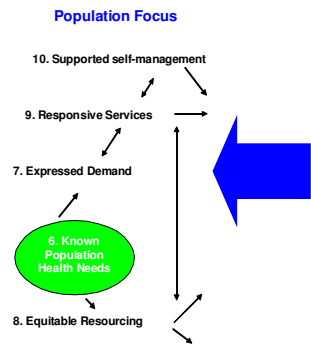 Population Focus
10. Supported self-management
9. Responsive Services
7. Expressed Demand
6. Known
Population
Health Needs
8. Equitable Resourcing